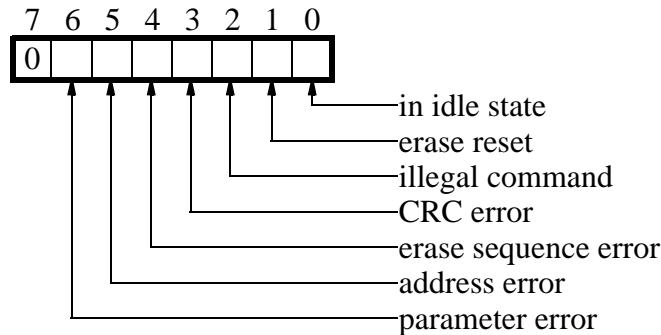 7 6 5 4 3 2 1 0
0
in idle state
erase reset
illegal command
CRC error
erase sequence error
address error
parameter error